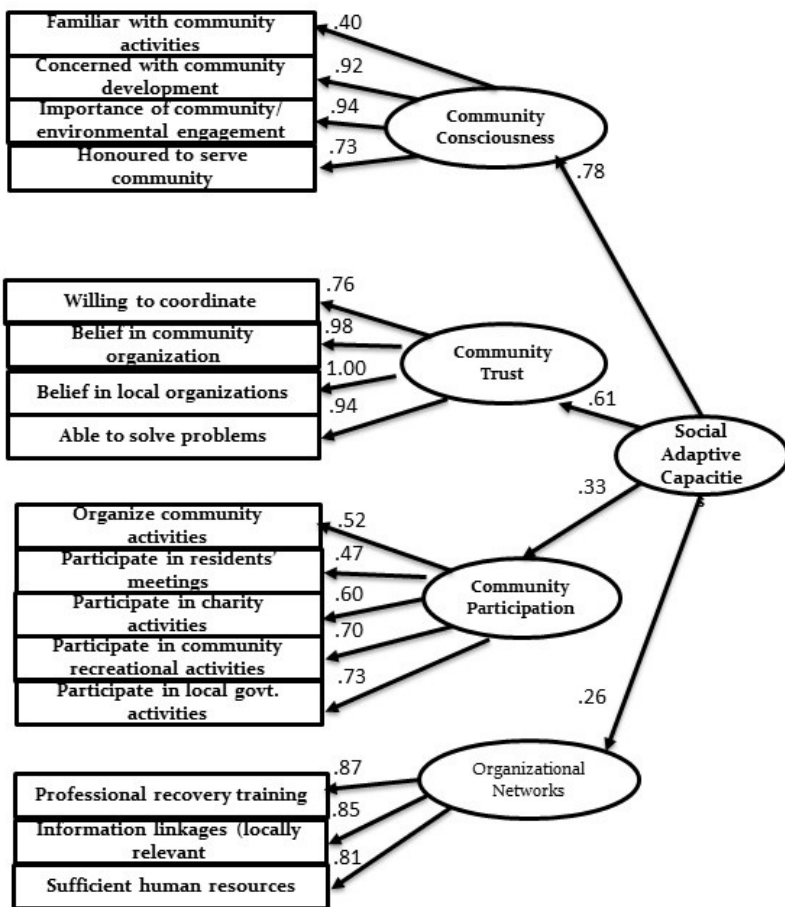 Familiar with community
activities
.40
Concerned with community
development
.92
Importance of community/
environmental engagement
.94
Honoured to serve
community
.73
Community
Consciousness
.78
Willing to coordinate
.76
Belief in community
organization
.98
Belief in local organizations
1.00
Able to solve problems
.94
Community
Trust
.61
Social
Adaptive
Capacitie
s
.33
Organize community
activities
.52
Participate in residents'
meetings
.47
Participate in charity
activities
.60
Participate in community
recreational activities
.70
Participate in local govt.
activities
.73
Community
Participation
.26
Professional recovery training
.87
Information linkages (locally
relevant
.85
Sufficient human resources
.81
Organizational
Networks